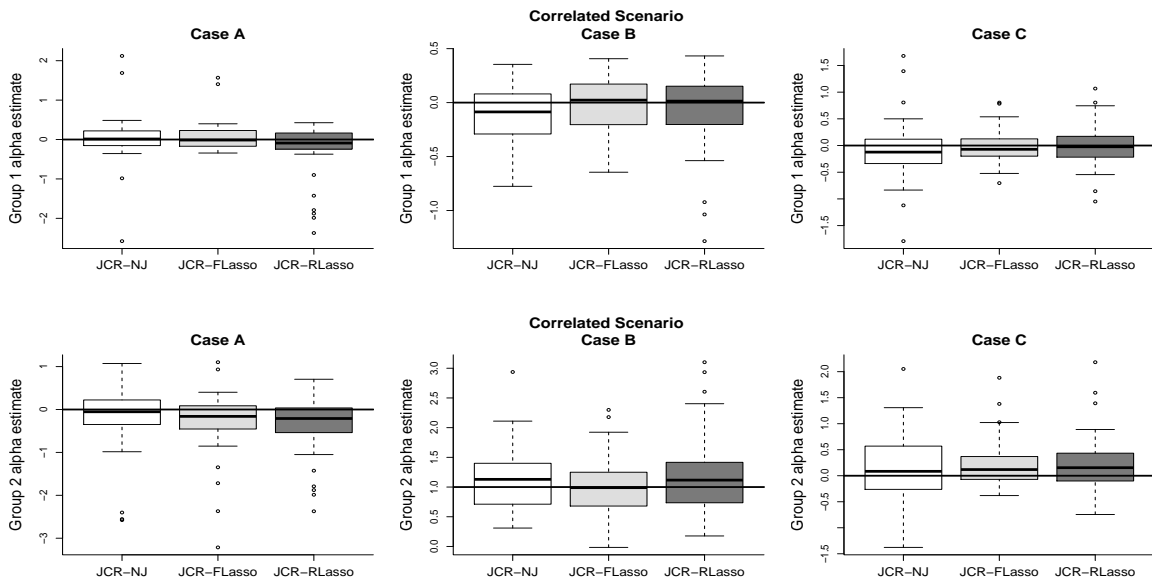 Correlated Scenario
Case A
Case B
Case C
Group 1 alpha estimate
2
1
0
−1
−2
JCR−NJ
JCR−FLasso
JCR−RLasso
Group 1 alpha estimate
0.5
0.0
−0.5
−1.0
JCR−NJ
JCR−FLasso
JCR−RLasso
Group 1 alpha estimate
1.5
1.0
0.5
0.0
−0.5
−1.5
JCR−NJ
JCR−FLasso
JCR−RLasso
Correlated Scenario
Case A
Case B
Case C
Group 2 alpha estimate
1
0
−1
−2
−3
JCR−NJ
JCR−FLasso
JCR−RLasso
Group 2 alpha estimate
3.0
2.5
2.0
1.5
1.0
0.5
0.0
JCR−NJ
JCR−FLasso
JCR−RLasso
Group 2 alpha estimate
2.0
1.5
1.0
0.5
0.0
−0.5
−1.5
JCR−NJ
JCR−FLasso
JCR−RLasso